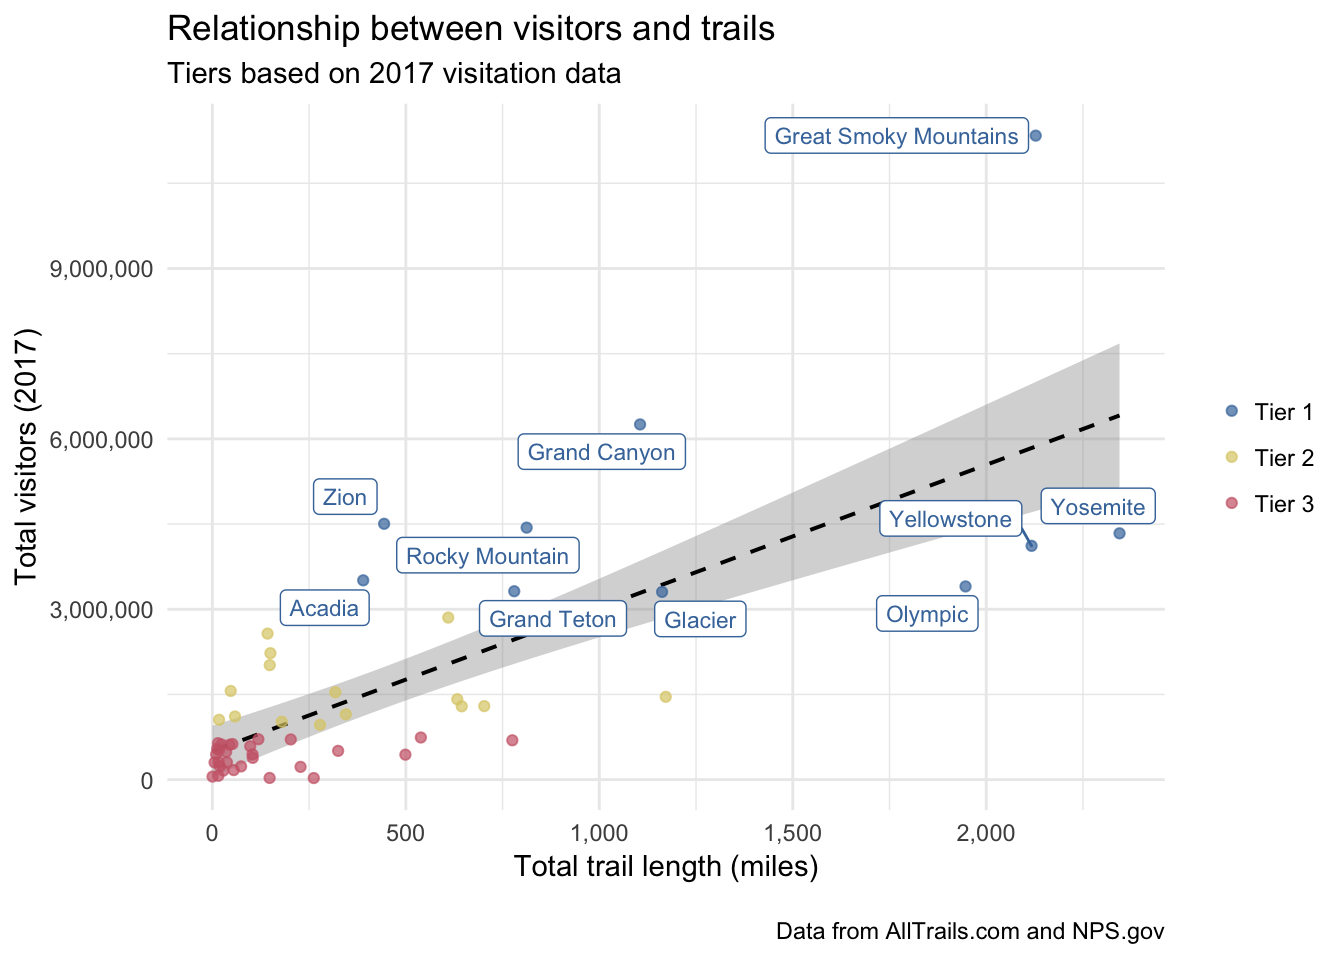 Relationship between visitors and trails
Tiers based on 2017 visitation data
Great Smoky Mountains
9,000,000
6,000,000
3,000,000
0
Total visitors (2017)
Grand Canyon
Zion
Rocky Mountain
Acadia
Grand Teton
Glacier
Yellowstone
Yosemite
Olympic
Tier 1
Tier 2
Tier 3
0
500
1,000
1,500
2,000
Total trail length (miles)
Data from AllTrails.com and NPS.gov